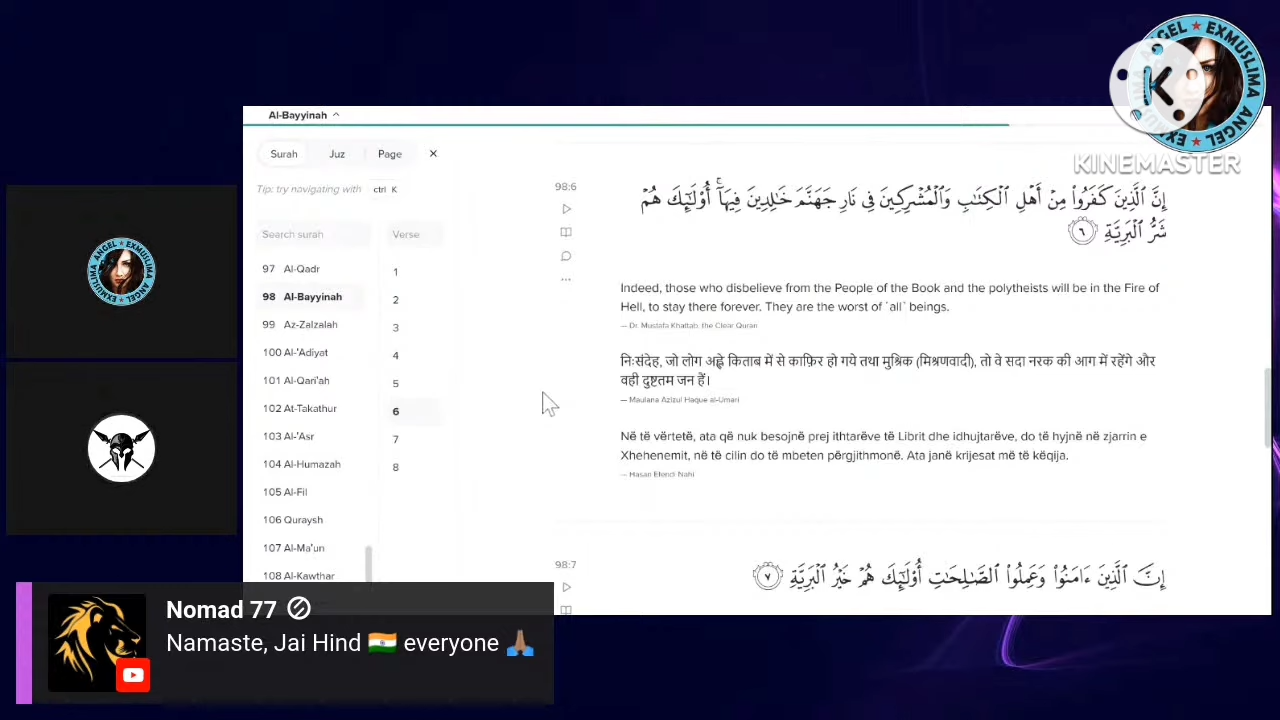 ANGEL ★ EXMUSLIMA ANGEL ★ EXMUSLIMA
K
KINEMASTER
Al-Bayyinah
Surah
Juz
Page
Tip: try navigating with ctrl K
Search surah
Verse
97 Al-Qadr
98 Al-Bayyinah
99 Az-Zalzalah
100 Al-'Adiyat
101 Al-Qari'ah
102 At-Takathur
103 Al-'Asr
104 Al-Humazah
105 Al-Fil
106 Quraysh
107 Al-Ma'un
108 Al-Kawthar
1
2
3
4
5
6
7
8
98:6
إِنَّ ٱلَّذِينَ كَفَرُوا۟ مِنْ أَهْلِ ٱلْكِتَـٰبِ وَٱلْمُشْرِكِينَ فِى نَارِ جَهَنَّمَ خَـٰلِدِينَ فِيهَآ ۚ أُو۟لَـٰٓئِكَ هُمْ
شَرُّ ٱلْبَرِيَّةِ ٦
Indeed, those who disbelieve from the People of the Book and the polytheists will be in the Fire of
Hell, to stay there forever. They are the worst of ˹all˺ beings.
— Dr. Mustafa Khattab, the Clear Quran
निःसंदेह, जो लोग अह्ले किताब में से काफ़िर हो गये तथा मुश्रिक (मिश्रणवादी), तो वे सदा नरक की आग में रहेंगे और
वही दुष्टतम जन हैं।
— Maulana Azizul Haque al-Umari
Në të vërtetë, ata që nuk besojnë prej ithtarëve të Librit dhe idhujtarëve, do të hyjnë në zjarrin e
Xhehenemit, në të cilin do të mbeten përgjithmonë. Ata janë krijesat më të këqija.
— Hasan Efendi Nahi
98:7
إِنَّ ٱلَّذِينَ ءَامَنُوا۟ وَعَمِلُوا۟ ٱلصَّـٰلِحَـٰتِ أُو۟لَـٰٓئِكَ هُمْ خَيْرُ ٱلْبَرِيَّةِ ٧
Nomad 77
Namaste, Jai Hind 🇮🇳 everyone 🙏🏽